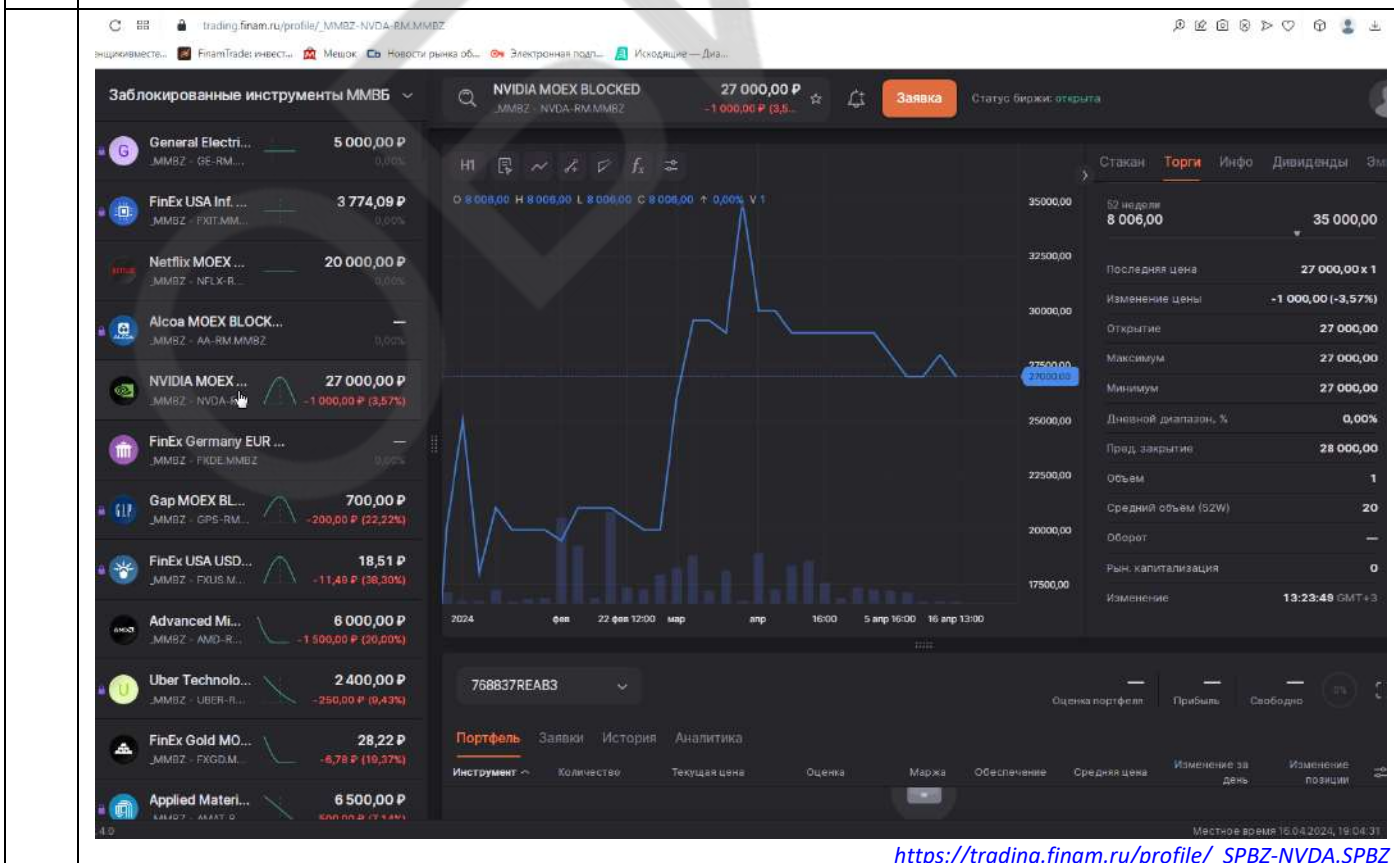 trading.finam.ru/profile/_MMBZ-NVDA-RM.MMBZ
енщикивместе... FinamTrade: инвест... Мешок Новости рынка об... Электронная подп... Исходящие — Диа...
Заблокированные инструменты ММВБ
NVIDIA MOEX BLOCKED 27 000,00 ₽
_MMBZ - NVDA-RM.MMBZ -1 000,00 ₽ (3,5...
Заявка
Статус биржи: открыта
General Electri... 5 000,00 ₽
_MMBZ - GE-RM.... 0,00%
FinEx USA Inf. ... 3 774,09 ₽
_MMBZ - FXIT.MM... 0,00%
Netflix MOEX ... 20 000,00 ₽
_MMBZ - NFLX-R... 0,00%
Alcoa MOEX BLOCK... —
_MMBZ - AA-RM.MMBZ 0,00%
NVIDIA MOEX ... 27 000,00 ₽
_MMBZ - NVDA-R -1 000,00 ₽ (3,57%)
FinEx Germany EUR ... —
_MMBZ - FXDE.MMBZ 0,00%
Gap MOEX BL... 700,00 ₽
_MMBZ - GPS-RM... -200,00 ₽ (22,22%)
FinEx USA USD... 18,51 ₽
_MMBZ - FXUS.M... -11,49 ₽ (38,30%)
Advanced Mi... 6 000,00 ₽
_MMBZ - AMD-R... -1 500,00 ₽ (20,00%)
Uber Technolo... 2 400,00 ₽
_MMBZ - UBER-R... -250,00 ₽ (9,43%)
FinEx Gold MO... 28,22 ₽
_MMBZ - FXGD.M... -6,78 ₽ (19,37%)
Applied Materi... 6 500,00 ₽
_MMBZ - AMAT-R... -500,00 ₽ (7,14%)
H1
O 8 006,00 H 8 006,00 L 8 006,00 C 8 006,00 ↑ 0,00% V 1
35000,00
32500,00
30000,00
27500,00
27000,00
25000,00
22500,00
20000,00
17500,00
2024 фев 22 фев 12:00 мар апр 16:00 5 апр 16:00 16 апр 13:00
Стакан Торги Инфо Дивиденды Эм
52 недели
8 006,00 35 000,00
Последняя цена 27 000,00 x 1
Изменение цены -1 000,00 (-3,57%)
Открытие 27 000,00
Максимум 27 000,00
Минимум 27 000,00
Дневной диапазон, % 0,00%
Пред. закрытие 28 000,00
Объем 1
Средний объем (52W) 20
Оборот —
Рын. капитализация 0
Изменение 13:23:49 GMT+3
768837REAB3
— — — 0%
Оценка портфеля Прибыль Свободно
Портфель Заявки История Аналитика
Инструмент Количество Текущая цена Оценка Маржа Обеспечение Средняя цена Изменение за день Изменение позиции
4.0
Местное время 16.04.2024, 19:04:31
https://trading.finam.ru/profile/_SPBZ-NVDA.SPBZ